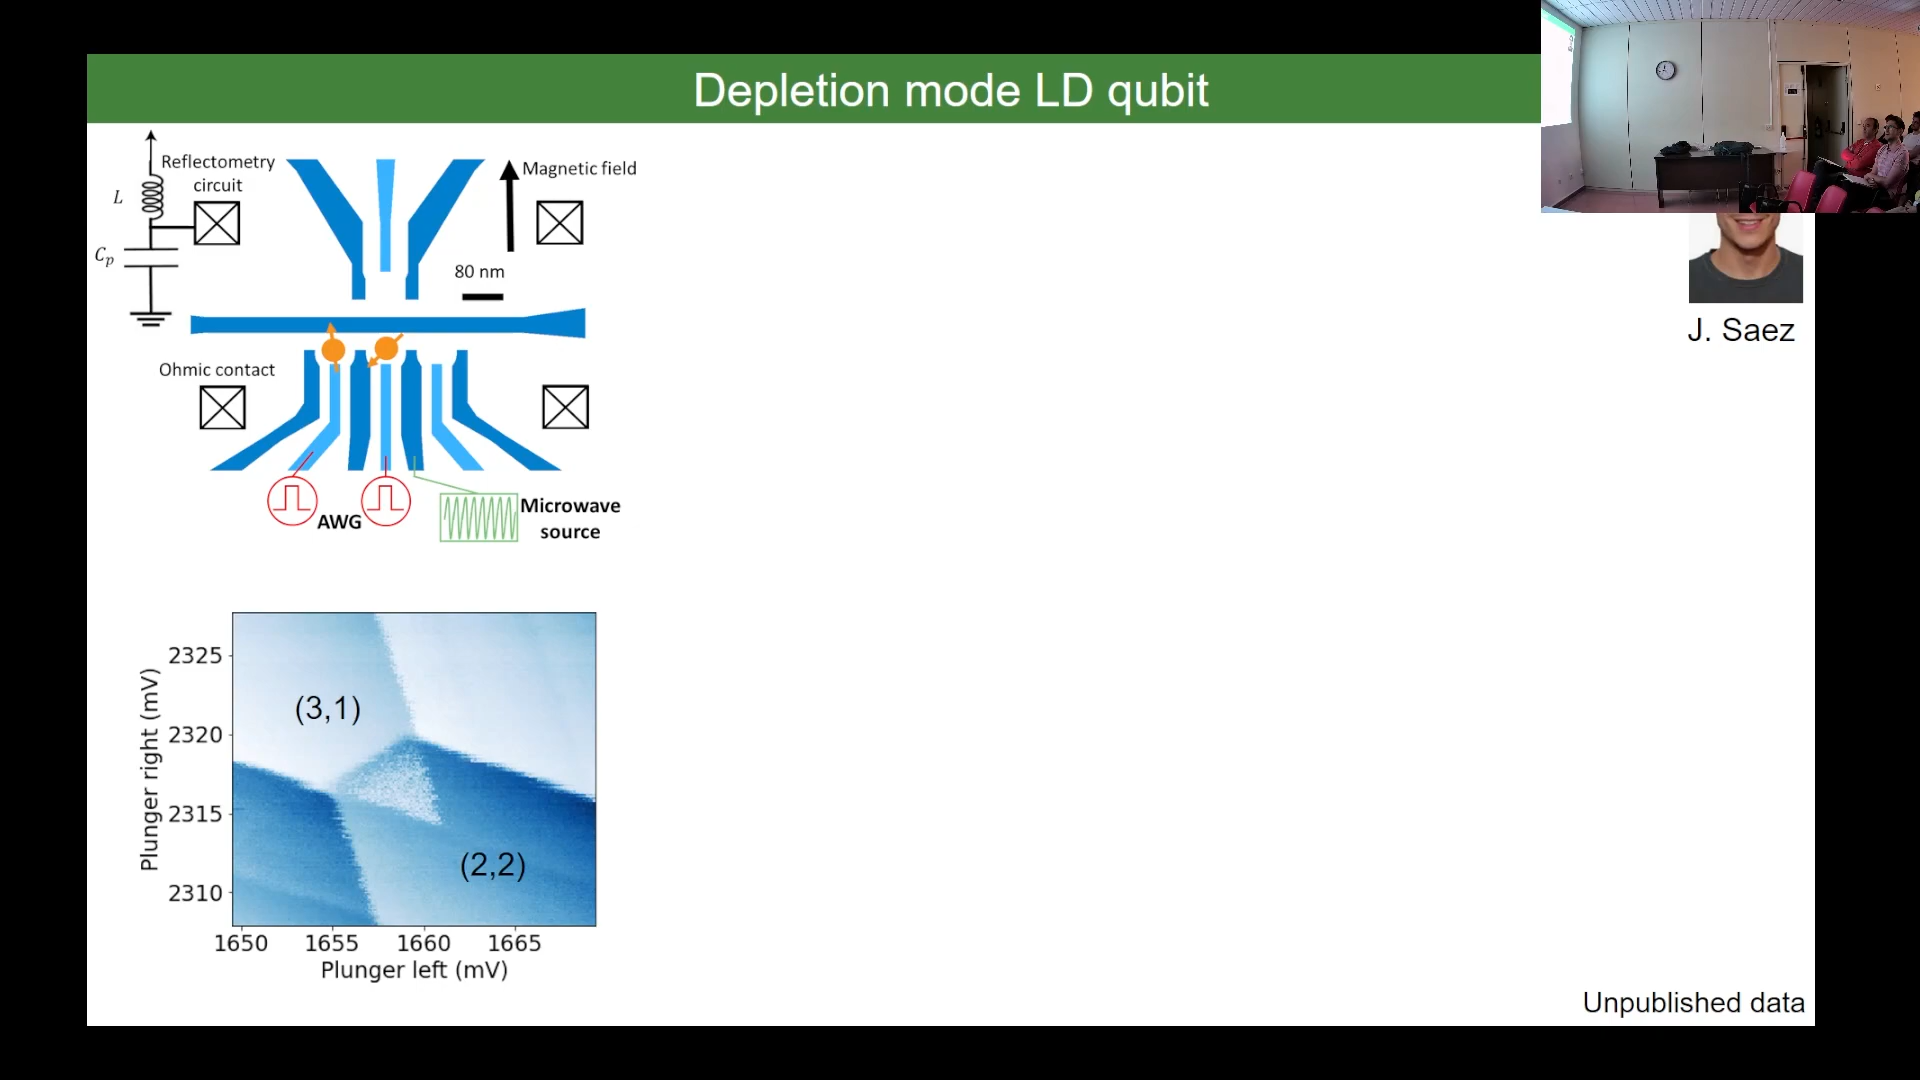 Depletion mode LD qubit
Reflectometry
circuit
L
Cp
Magnetic field
80 nm
Ohmic contact
AWG
Microwave
source
J. Saez
(3,1)
(2,2)
2325
2320
2315
2310
Plunger right (mV)
1650 1655 1660 1665
Plunger left (mV)
Unpublished data